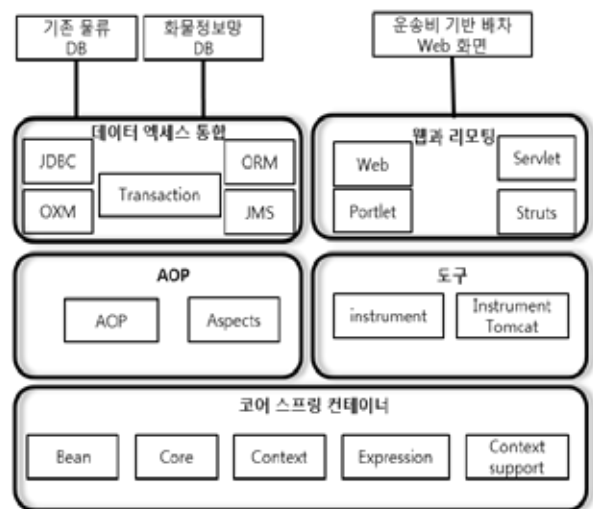 기존 물류
DB
화물정보망
DB
운송비 기반 배차
Web 화면
데이터 엑세스 통합
JDBC
ORM
Transaction
OXM
JMS
웹과 리모팅
Web
Servlet
Portlet
Struts
AOP
AOP
Aspects
도구
instrument
Instrument
Tomcat
코어 스프링 컨테이너
Bean
Core
Context
Expression
Context
support